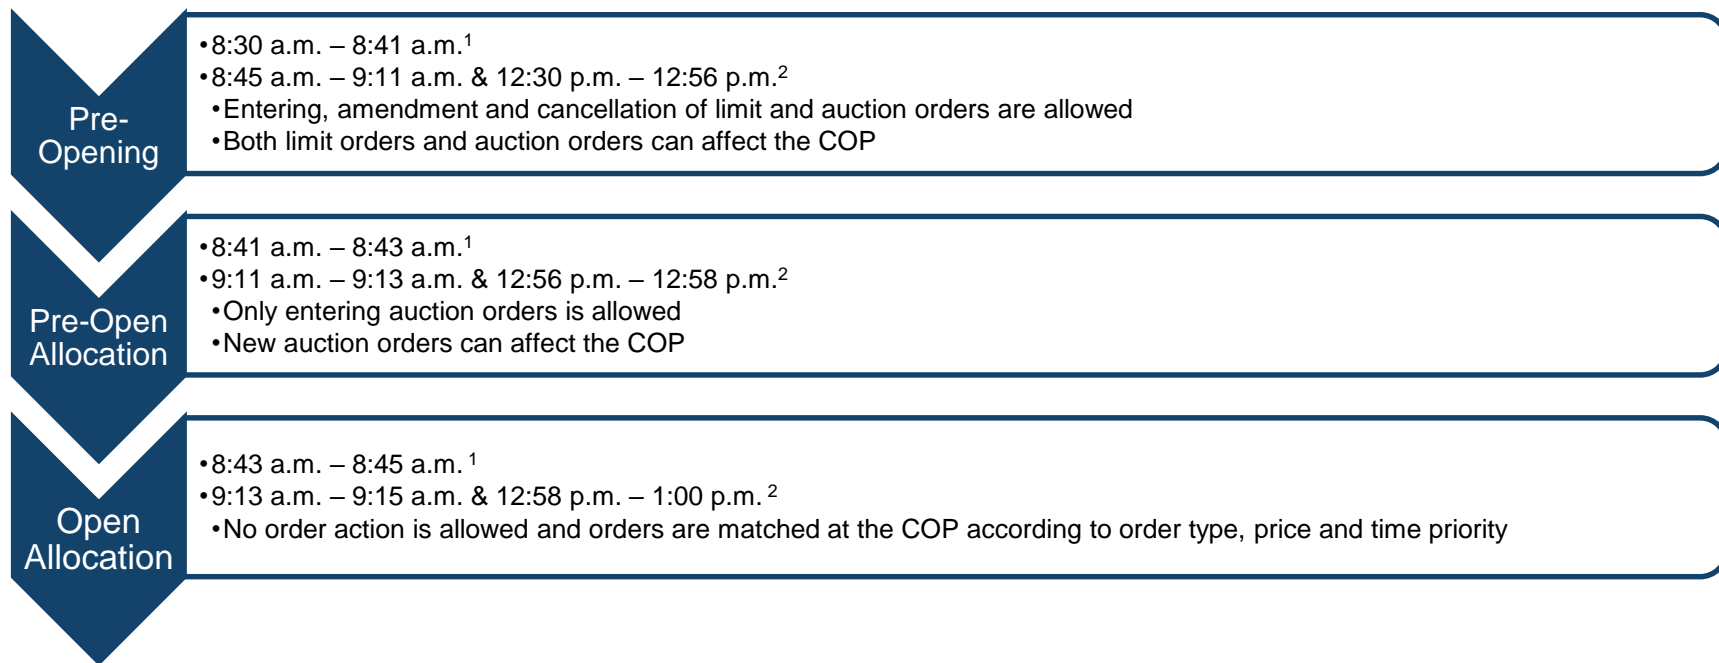 Pre-
Opening
•8:30 a.m. – 8:41 a.m.¹
•8:45 a.m. – 9:11 a.m. & 12:30 p.m. – 12:56 p.m.²
•Entering, amendment and cancellation of limit and auction orders are allowed
•Both limit orders and auction orders can affect the COP
Pre-Open
Allocation
•8:41 a.m. – 8:43 a.m.¹
•9:11 a.m. – 9:13 a.m. & 12:56 p.m. – 12:58 p.m.²
•Only entering auction orders is allowed
•New auction orders can affect the COP
Open
Allocation
•8:43 a.m. – 8:45 a.m. ¹
•9:13 a.m. – 9:15 a.m. & 12:58 p.m. – 1:00 p.m. ²
•No order action is allowed and orders are matched at the COP according to order type, price and time priority